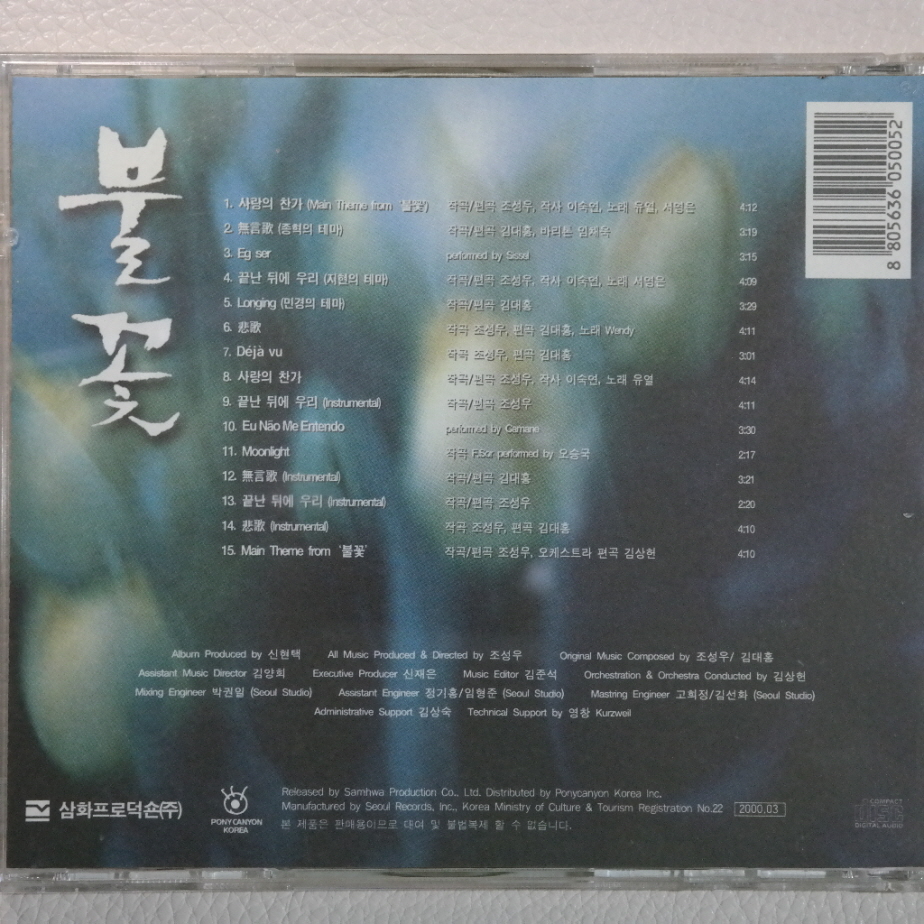 불꽃
8 805636 050052
1. 사랑의 찬가 (Main Theme from '불꽃') 작곡/편곡 조성우, 작사 이숙연, 노래 유열, 서영은 4:12
2. 無言歌 (종혁의 테마) 작곡/편곡 김대홍, 바리톤 임제욱 3:19
3. Eg ser performed by Sissel 3:15
4. 끝난 뒤에 우리 (지현의 테마) 작곡/편곡 조성우, 작사 이숙연, 노래 서영은 4:09
5. Longing (민경의 테마) 작곡/편곡 김대홍 3:29
6. 悲歌 작곡 조성우, 편곡 김대홍, 노래 Wendy 4:11
7. Déjà vu 작곡 조성우, 편곡 김대홍 3:01
8. 사랑의 찬가 작곡/편곡 조성우, 작사 이숙연, 노래 유열 4:14
9. 끝난 뒤에 우리 (Instrumental) 작곡/편곡 조성우 4:11
10. Eu Não Me Entendo performed by Camane 3:30
11. Moonlight 작곡 F.Sor performed by 오승국 2:17
12. 無言歌 (Instrumental) 작곡/편곡 김대홍 3:21
13. 끝난 뒤에 우리 (Instrumental) 작곡/편곡 조성우 2:20
14. 悲歌 (Instrumental) 작곡 조성우, 편곡 김대홍 4:10
15. Main Theme from '불꽃' 작곡/편곡 조성우, 오케스트라 편곡 김상헌 4:10
Album Produced by 신현택 All Music Produced & Directed by 조성우 Original Music Composed by 조성우/ 김대홍
Assistant Music Director 김양희 Executive Producer 신재은 Music Editor 김준석 Orchestration & Orchestra Conducted by 김상헌
Mixing Engineer 박권일 (Seoul Studio) Assistant Engineer 정기홍/임형준 (Seoul Studio) Mastring Engineer 고희정/김선화 (Seoul Studio)
Administrative Support 김상숙 Technical Support by 영창 Kurzweil
삼화프로덕숀(주)
PONY CANYON
KOREA
Released by Samhwa Production Co., Ltd. Distributed by Ponycanyon Korea Inc.
Manufactured by Seoul Records, Inc., Korea Ministry of Culture & Tourism Registration No.22 2000.03
본 제품은 판매용이므로 대여 및 불법복제 할 수 없습니다.
COMPACT
disc
DIGITAL AUDIO